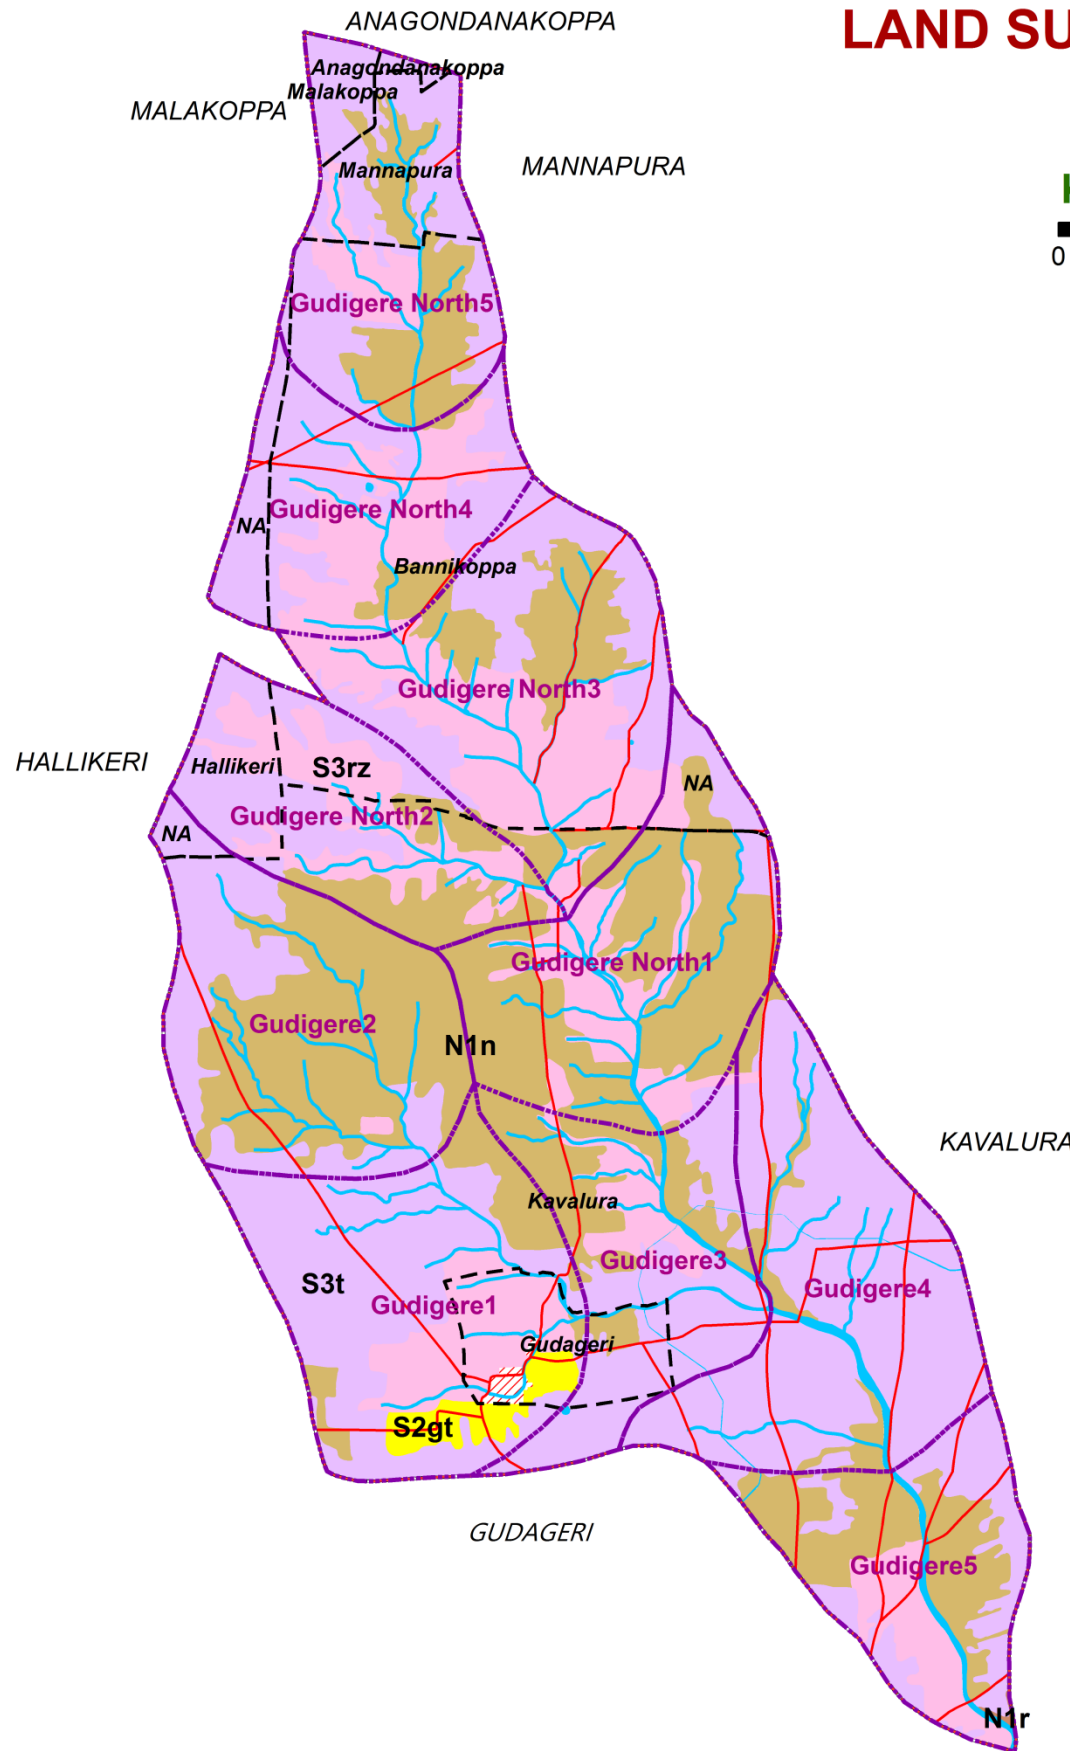 ANAGONDANAKOPPA
LAND SU
Anagondanakoppa
Malakoppa
MALAKOPPA
Mannapura
MANNAPURA
0
Gudigere North5
Gudigere North4
NA
Bannikoppa
Gudigere North3
HALLIKERI
Hallikeri
S3rz
NA
Gudigere North2
NA
Gudigere North1
Gudigere2
N1n
KAVALURA
Kavalura
Gudigere3
S3t
Gudigere4
Gudigere1
Gudageri
S2gt
GUDAGERI
Gudigere5
N1r